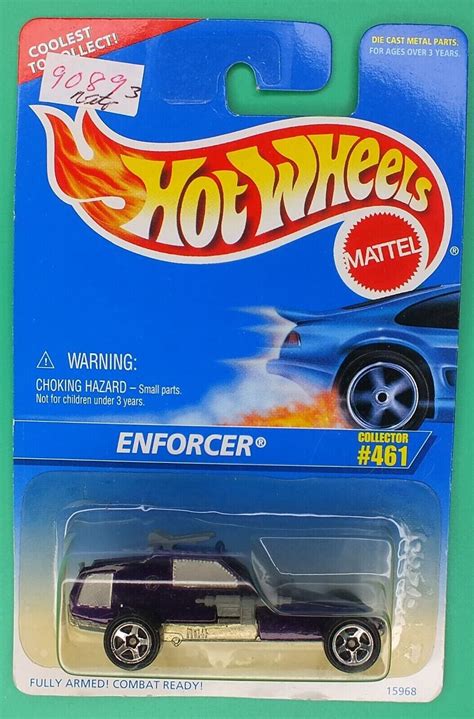 COOLEST
TO COLLECT!
9089
3
DIE CAST METAL PARTS.
FOR AGES OVER 3 YEARS.
HOT WHEELS
MATTEL
®
⚠ WARNING:
CHOKING HAZARD – Small parts.
Not for children under 3 years.
ENFORCER®
COLLECTOR
#461
FULLY ARMED! COMBAT READY!
15968